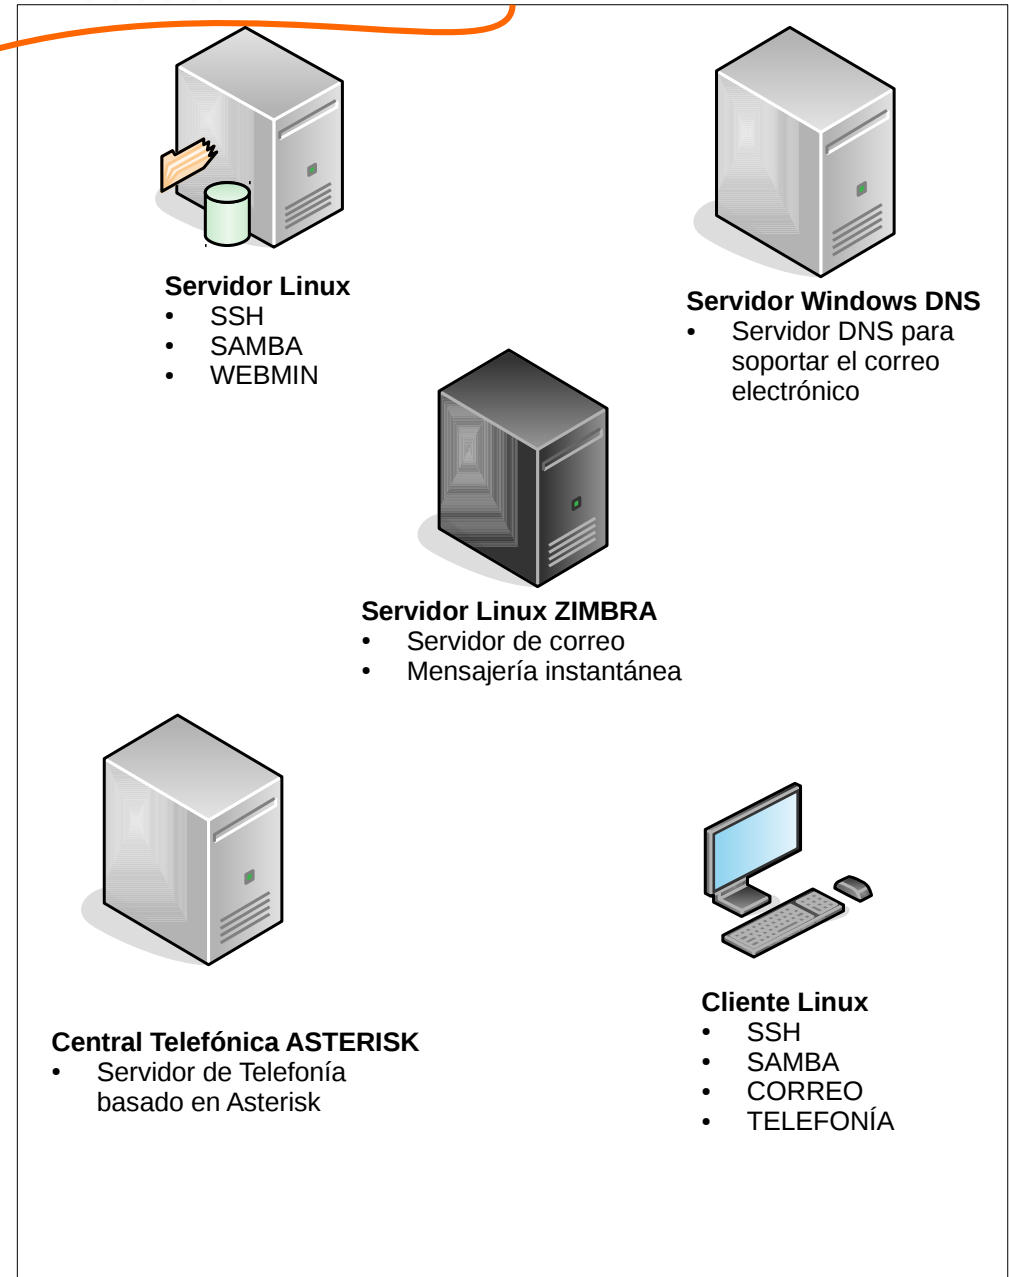 Servidor Linux
• SSH
• SAMBA
• WEBMIN
Servidor Windows DNS
• Servidor DNS para
soportar el correo
electrónico
Servidor Linux ZIMBRA
• Servidor de correo
• Mensajería instantánea
Central Telefónica ASTERISK
• Servidor de Telefonía
basado en Asterisk
Cliente Linux
• SSH
• SAMBA
• CORREO
• TELEFONÍA